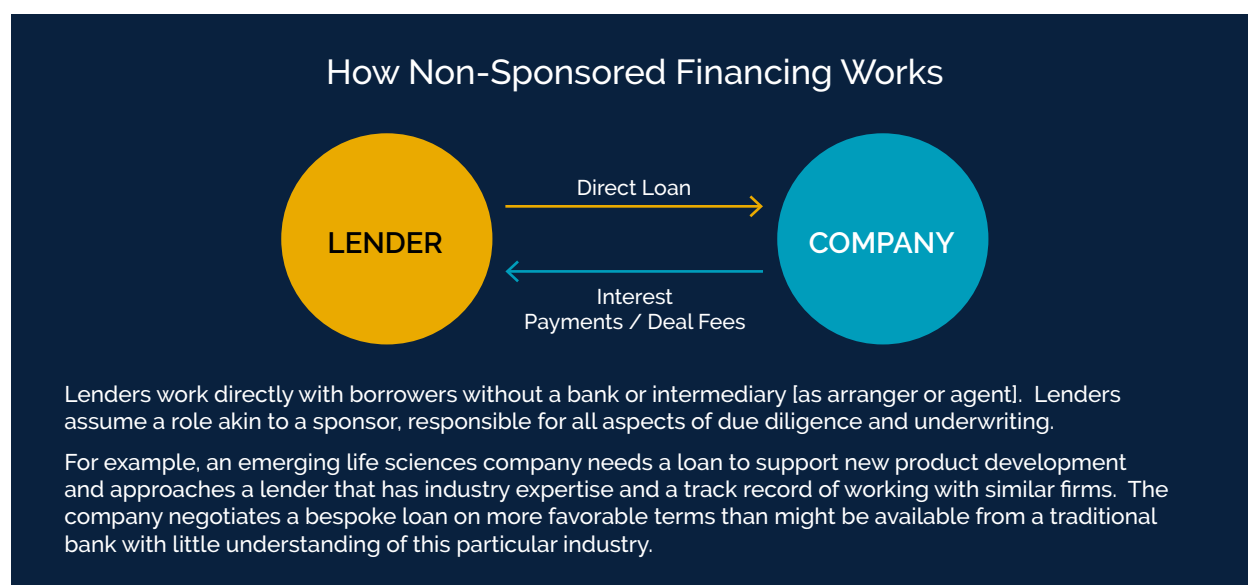 How Non-Sponsored Financing Works
Direct Loan
LENDER
COMPANY
Interest
Payments / Deal Fees
Lenders work directly with borrowers without a bank or intermediary [as arranger or agent].  Lenders
assume a role akin to a sponsor, responsible for all aspects of due diligence and underwriting.
For example, an emerging life sciences company needs a loan to support new product development
and approaches a lender that has industry expertise and a track record of working with similar firms.  The
company negotiates a bespoke loan on more favorable terms than might be available from a traditional
bank with little understanding of this particular industry.